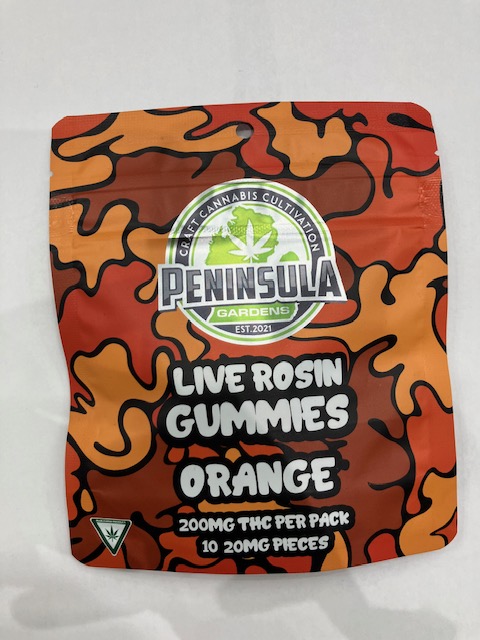 CRAFT CANNABIS CULTIVATION
PENINSULA
GARDENS
EST.2021
LIVE ROSIN
GUMMIES
ORANGE
200MG THC PER PACK
10 20MG PIECES